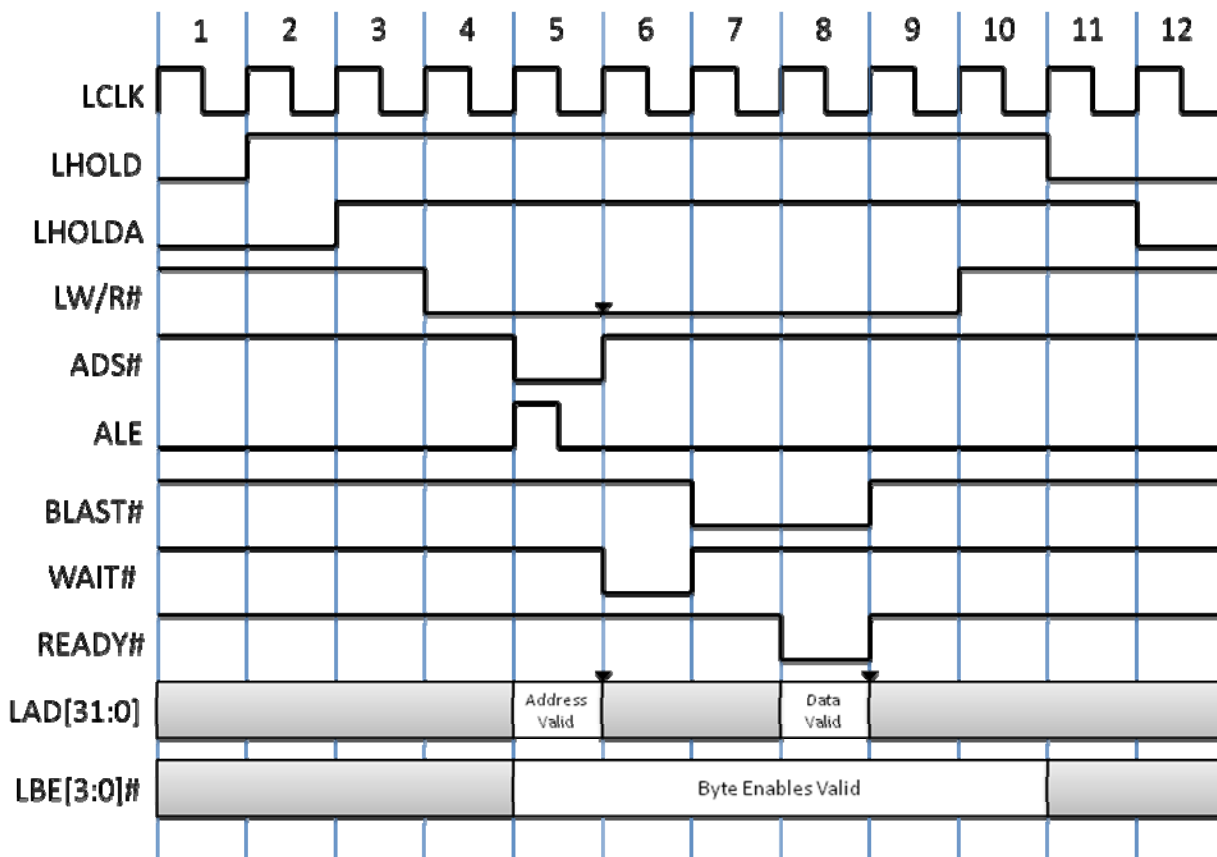 1 2 3 4 5 6 7 8 9 10 11 12
LCLK
LHOLD
LHOLDA
LW/R#
ADS#
ALE
BLAST#
WAIT#
READY#
LAD[31:0]
Address
Valid
Data
Valid
LBE[3:0]#
Byte Enables Valid